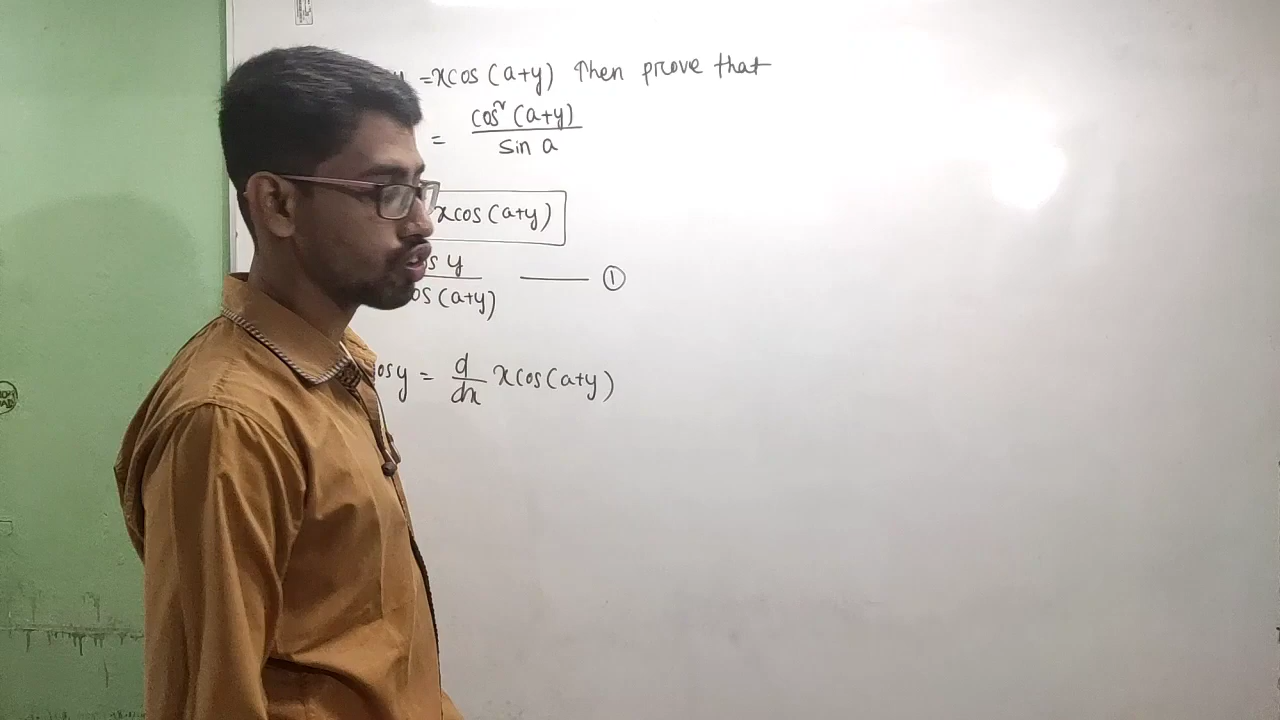 y = xcos (a+y) Then prove that
= cos² (a+y) / sin a
xcos (a+y)
os y / os (a+y) —— ①
osy = d/dx xcos (a+y)